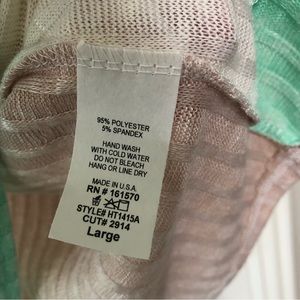 95% POLYESTER
5% SPANDEX
HAND WASH
WITH COLD WATER
DO NOT BLEACH
HANG OR LINE DRY
MADE IN U.S.A.
RN # 161570
STYLE# HT1415A
CUT# 2914
Large